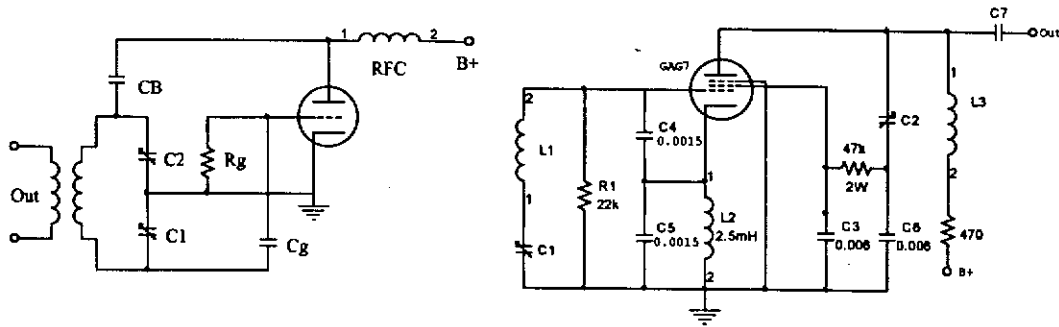 1 2
RFC
B+
CB
C2
Rg
Out
C1
Cg
C7
Out
GAG7
2
L1
1
C1
R1
22k
C4
0.0015
C5
0.0015
1
L2
2.5mH
2
47k
2W
C3
0.006
C6
0.006
C2
1
L3
2
470
B+